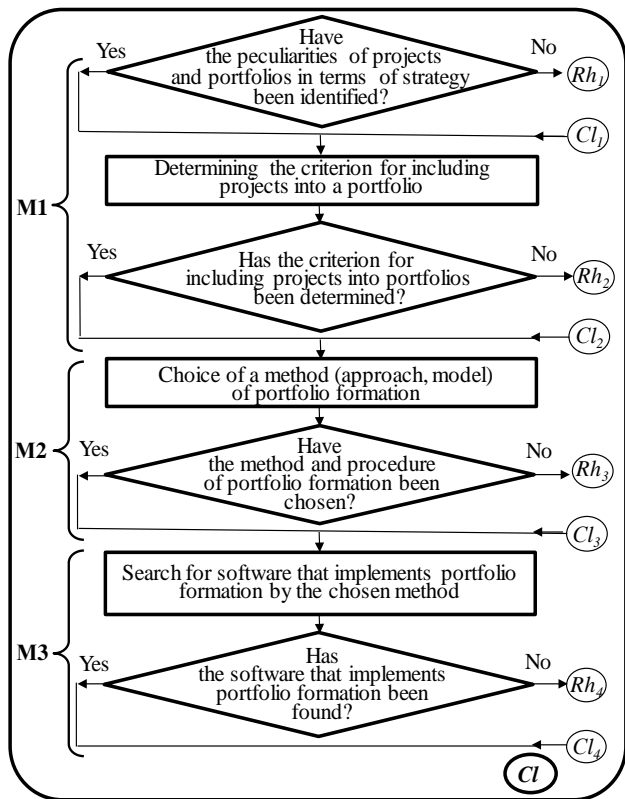 Have
Yes
the peculiarities of projects
No
and portfolios in terms of strategy
been identified?
Rh1
Cl1
Determining the criterion for including
projects into a portfolio
M1
Yes
Has the criterion for
No
including projects into portfolios
been determined?
Rh2
Cl2
Choice of a method (approach, model)
of portfolio formation
M2
Yes
Have
No
the method and procedure
of portfolio formation been
chosen?
Rh3
Cl3
Search for software that implements portfolio
formation by the chosen method
M3
Yes
Has
No
the software that implements
portfolio formation been
found?
Rh4
Cl4
Cl